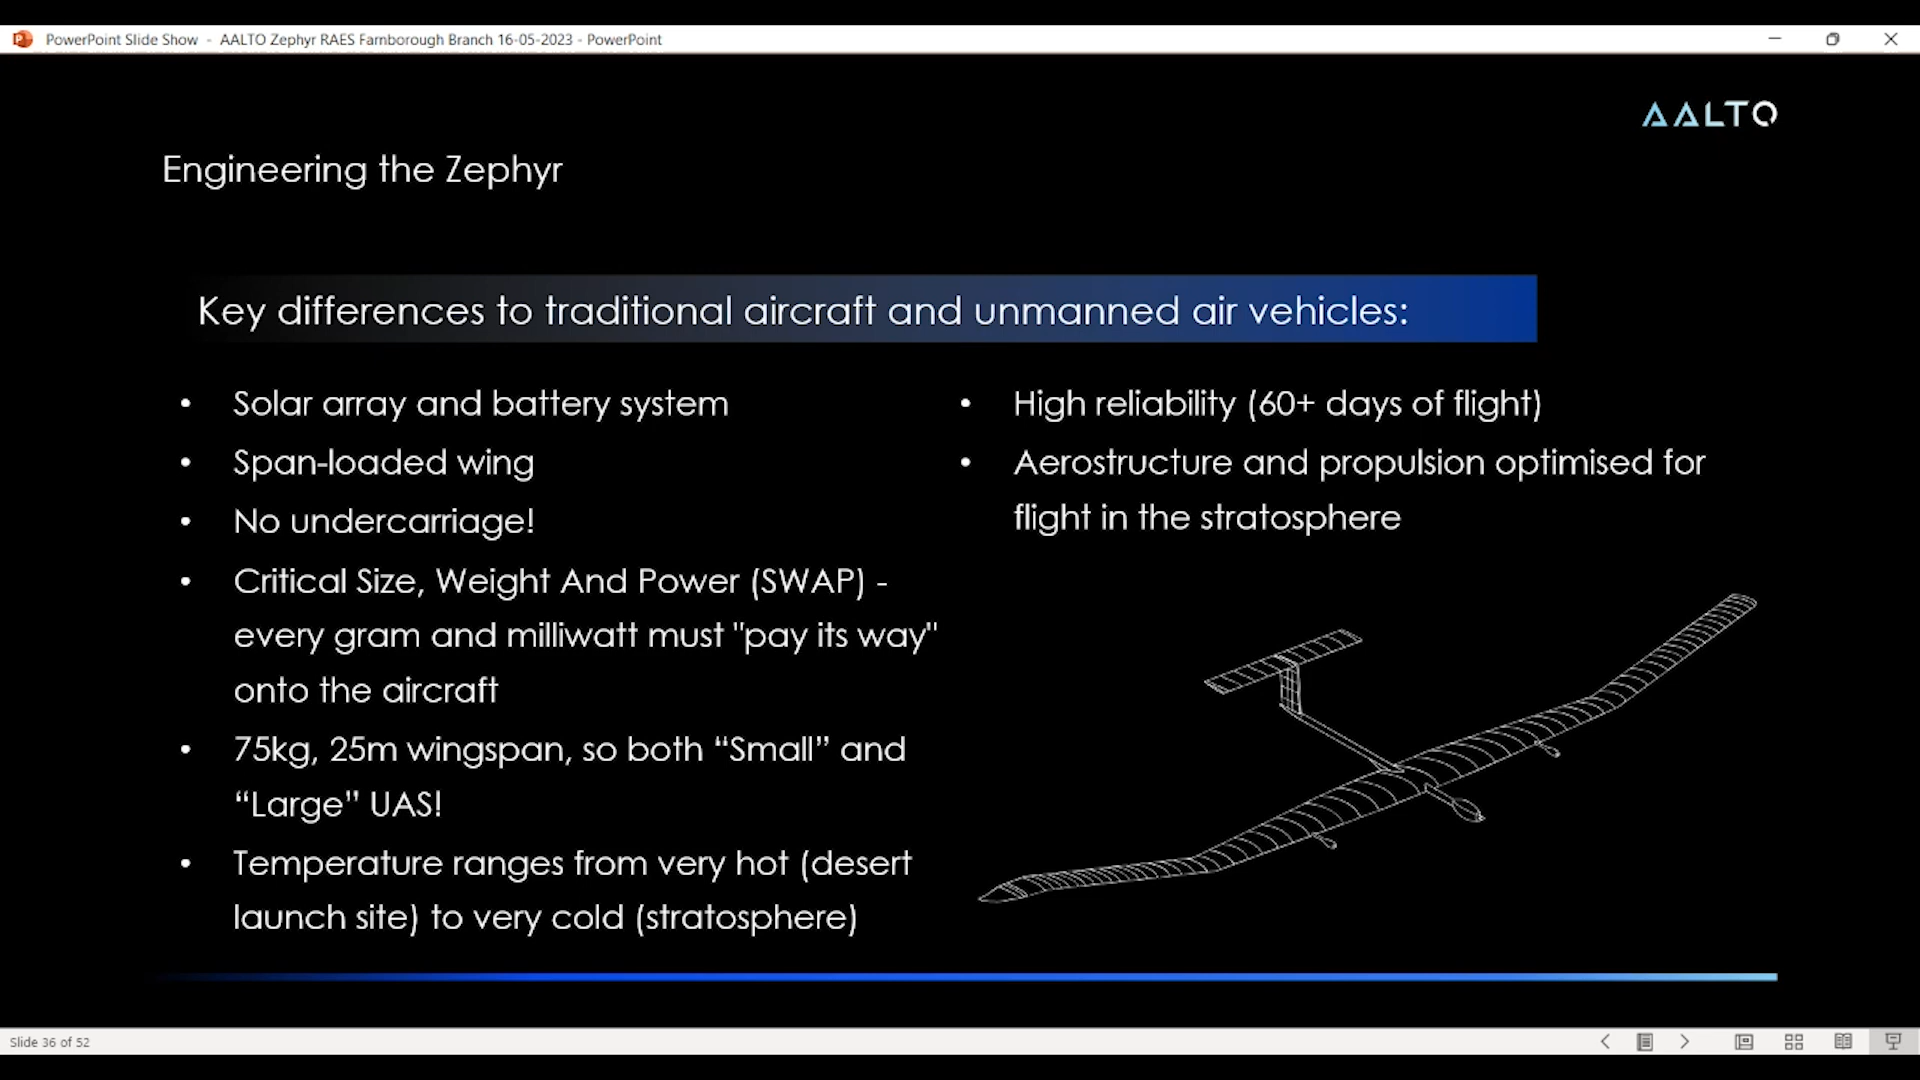 PowerPoint Slide Show - AALTO Zephyr RAES Farnborough Branch 16-05-2023 - PowerPoint
AALTO
Engineering the Zephyr
Key differences to traditional aircraft and unmanned air vehicles:
• Solar array and battery system
• Span-loaded wing
• No undercarriage!
• Critical Size, Weight And Power (SWAP) -
every gram and milliwatt must "pay its way"
onto the aircraft
• 75kg, 25m wingspan, so both “Small” and
“Large” UAS!
• Temperature ranges from very hot (desert
launch site) to very cold (stratosphere)
• High reliability (60+ days of flight)
• Aerostructure and propulsion optimised for
flight in the stratosphere
Slide 36 of 52